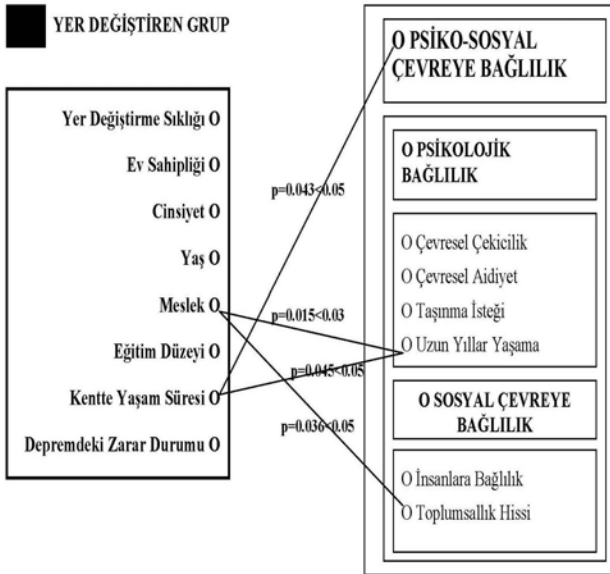 YER DEĞİŞTİREN GRUP
Yer Değiştirme Sıklığı O
Ev Sahipliği O
Cinsiyet O
Yaş O
Meslek O
Eğitim Düzeyi O
Kentte Yaşam Süresi O
Depremdeki Zarar Durumu O
p=0.043<0.05
p=0.015<0.03
p=0.045<0.05
p=0.036<0.05
O PSİKO-SOSYAL
ÇEVREYE BAĞLILIK
O PSİKOLOJİK
BAĞLILIK
O Çevresel Çekicilik
O Çevresel Aidiyet
O Taşınma İsteği
O Uzun Yıllar Yaşama
O SOSYAL ÇEVREYE
BAĞLILIK
O İnsanlara Bağlılık
O Toplumsallık Hissi